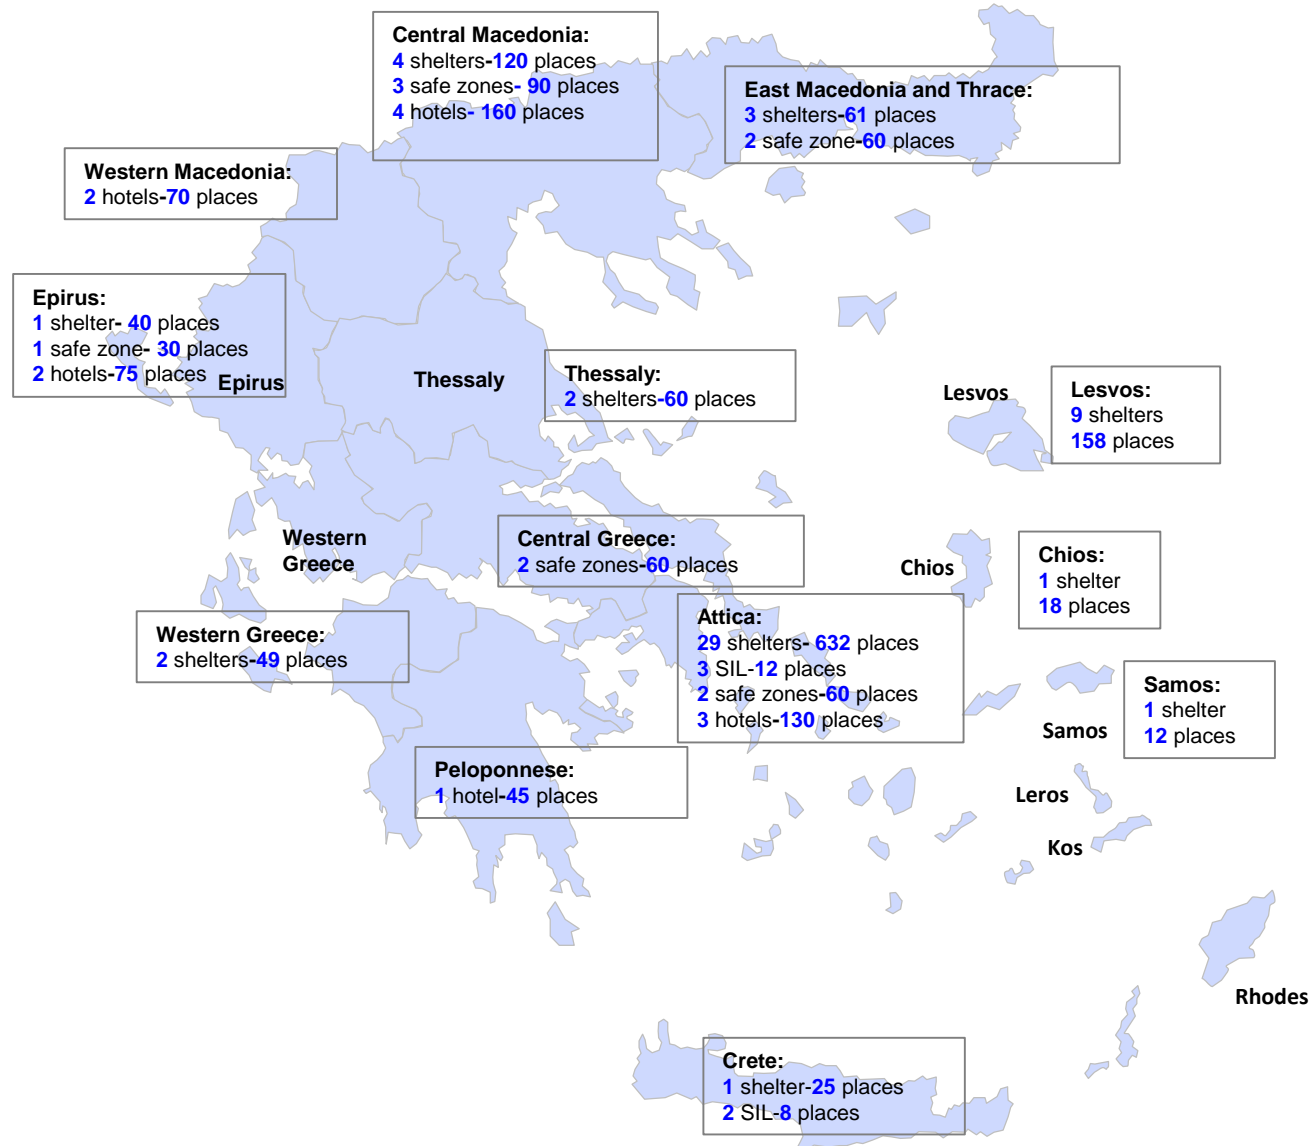 Central Macedonia:
4 shelters-120 places
3 safe zones- 90 places
4 hotels- 160 places
East Macedonia and Thrace:
3 shelters-61 places
2 safe zone-60 places
Western Macedonia:
2 hotels-70 places
Epirus:
1 shelter- 40 places
1 safe zone- 30 places
2 hotels-75 places
Epirus
Thessaly
Thessaly:
2 shelters-60 places
Lesvos
Lesvos:
9 shelters
158 places
Western
Greece
Central Greece:
2 safe zones-60 places
Chios
Chios:
1 shelter
18 places
Western Greece:
2 shelters-49 places
Attica:
29 shelters- 632 places
3 SIL-12 places
2 safe zones-60 places
3 hotels-130 places
Samos:
1 shelter
12 places
Samos
Peloponnese:
1 hotel-45 places
Leros
Kos
Rhodes
Crete:
1 shelter-25 places
2 SIL-8 places